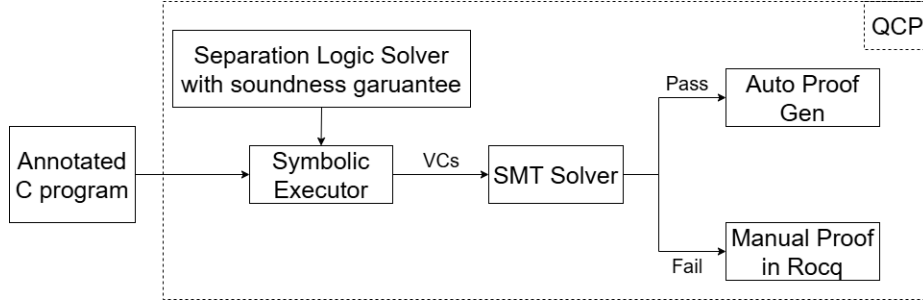 QCP
Separation Logic Solver
with soundness garuantee
Annotated
C program
Symbolic
Executor
VCs
SMT Solver
Pass
Auto Proof
Gen
Fail
Manual Proof
in Rocq